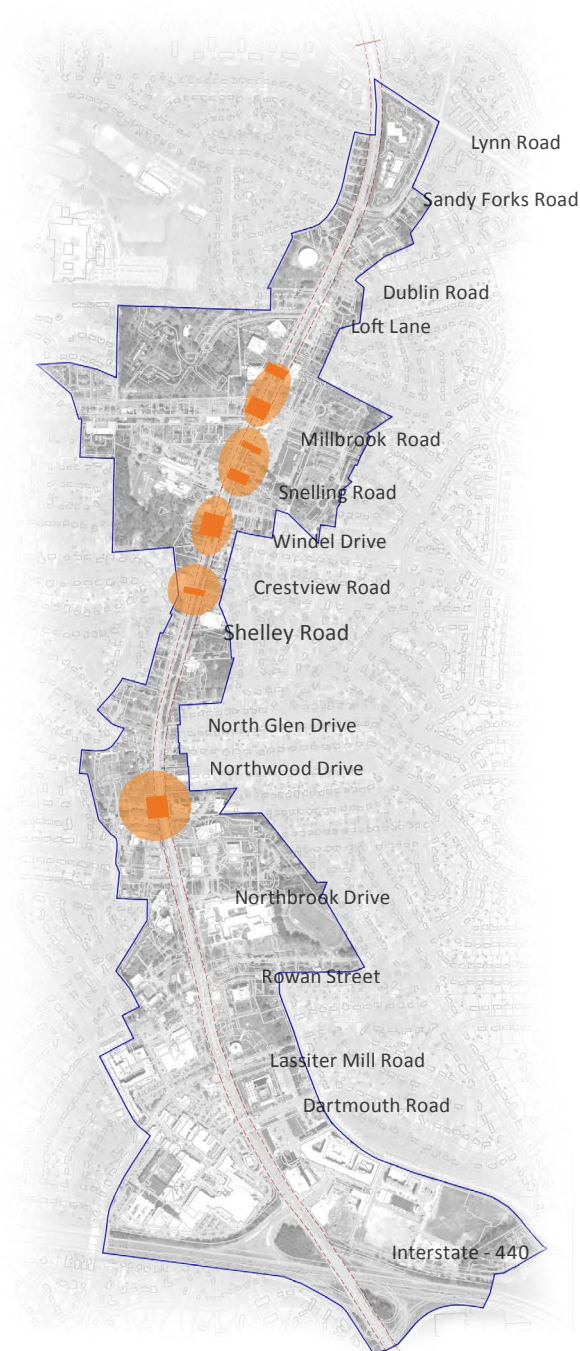 Lynn Road
Sandy Forks Road
Dublin Road
Loft Lane
Millbrook  Road
Snelling Road
Windel Drive
Crestview Road
Shelley Road
North Glen Drive
Northwood Drive
Northbrook Drive
Rowan Street
Lassiter Mill Road
Dartmouth Road
Interstate - 440